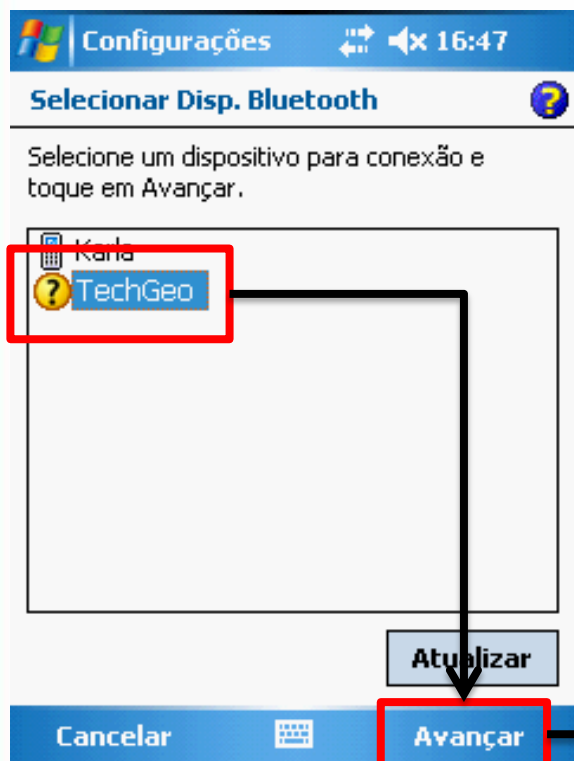 Configurações 16:47
Selecionar Disp. Bluetooth
Selecione um dispositivo para conexão e
toque em Avançar.
Karla
TechGeo
Atualizar
Cancelar Avançar